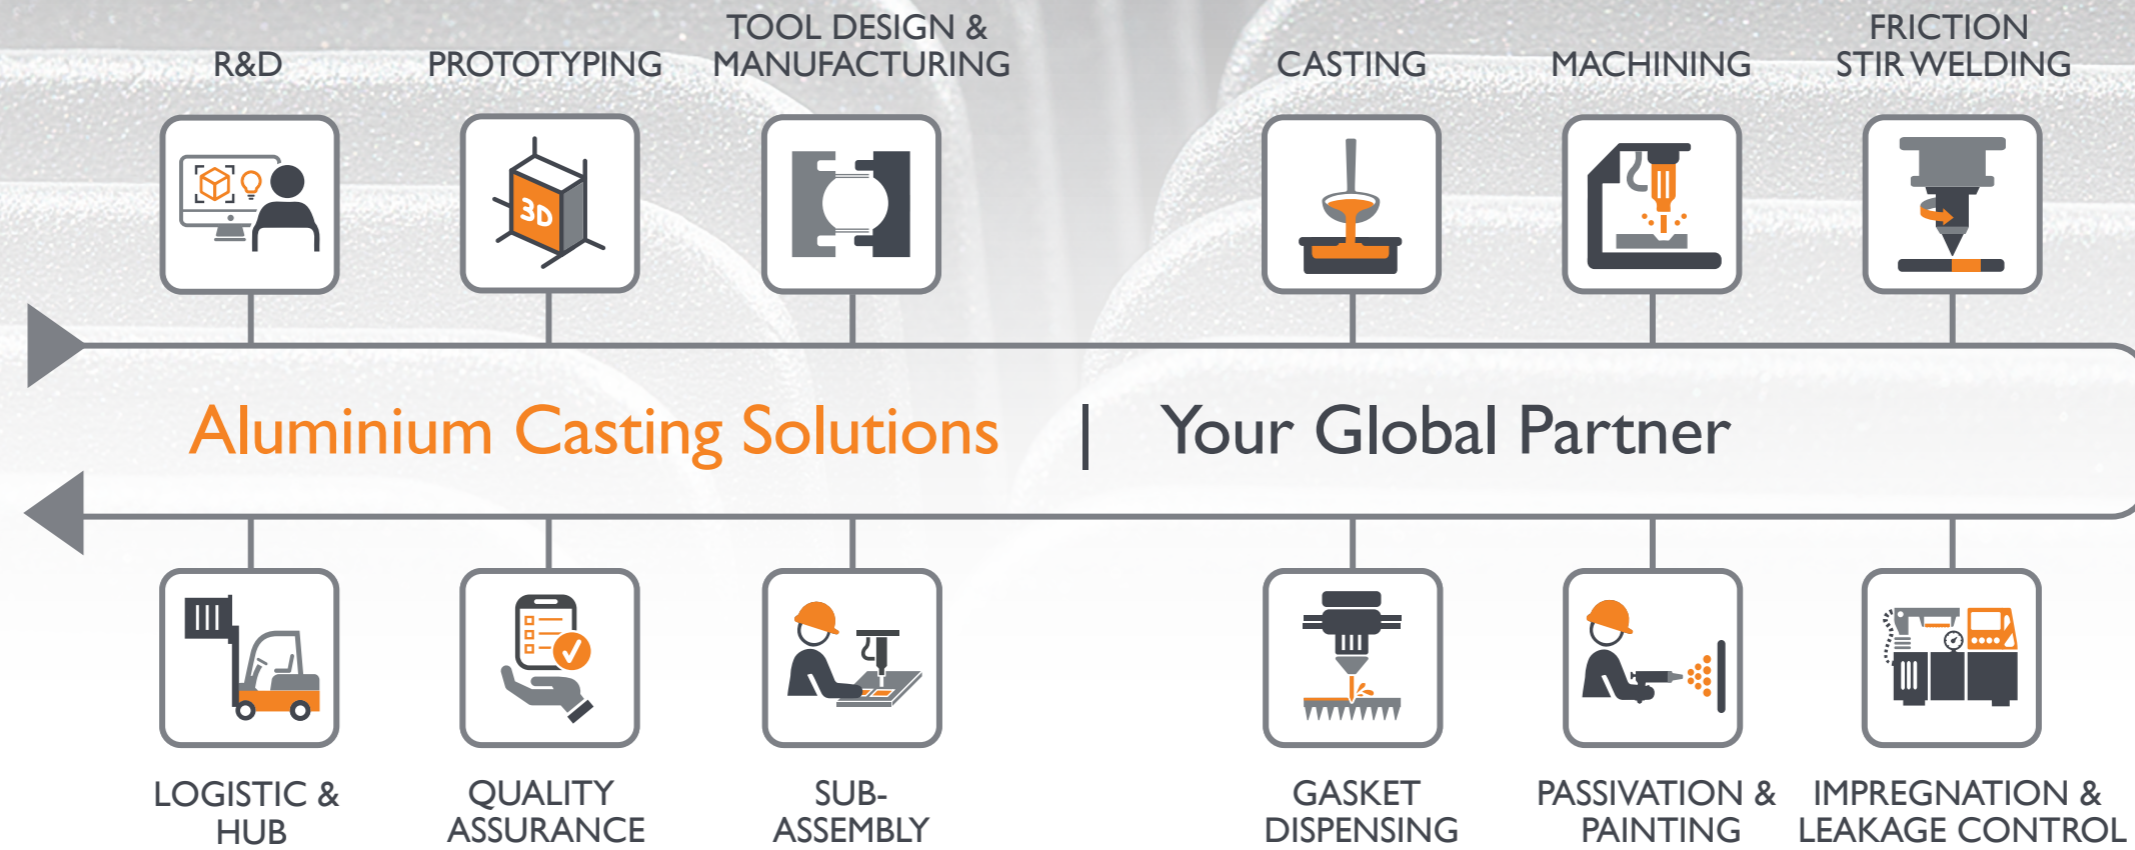 R&D
PROTOTYPING
TOOL DESIGN &
MANUFACTURING
CASTING
MACHINING
FRICTION
STIR WELDING
3D
Aluminium Casting Solutions | Your Global Partner
LOGISTIC &
HUB
QUALITY
ASSURANCE
SUB-
ASSEMBLY
GASKET
DISPENSING
PASSIVATION &
PAINTING
IMPREGNATION &
LEAKAGE CONTROL